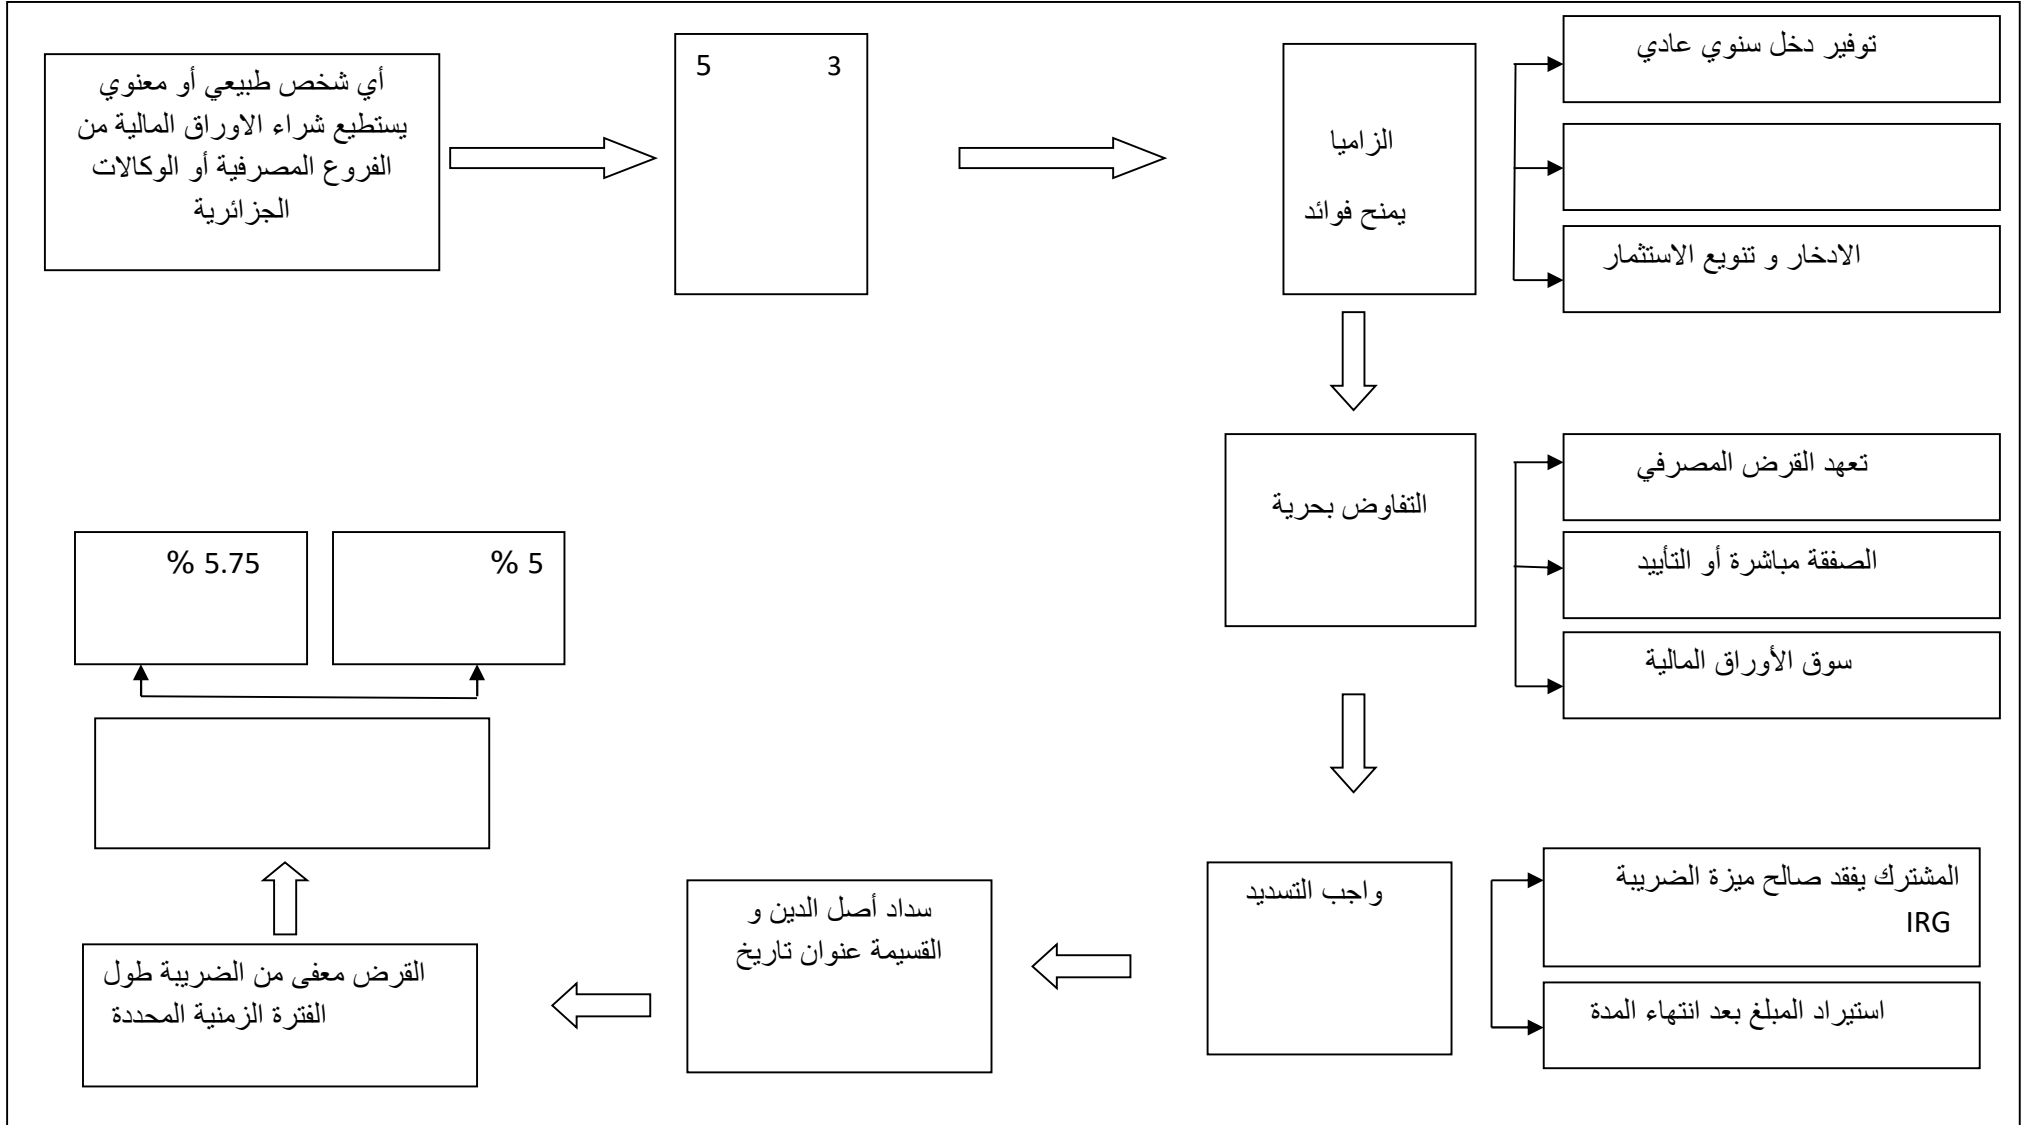 أي شخص طبيعي أو معنوي
يستطيع شراء الاوراق المالية من
الفروع المصرفية أو الوكالات
الجزائرية
5 3
الزاميا
يمنح فوائد
توفير دخل سنوي عادي
الادخار و تنويع الاستثمار
التفاوض بحرية
تعهد القرض المصرفي
الصفقة مباشرة أو التأييد
سوق الأوراق المالية
واجب التسديد
المشترك يفقد صالح ميزة الضريبة
IRG
استيراد المبلغ بعد انتهاء المدة
سداد أصل الدين و
القسيمة عنوان تاريخ
القرض معفى من الضريبة طول
الفترة الزمنية المحددة
% 5
% 5.75